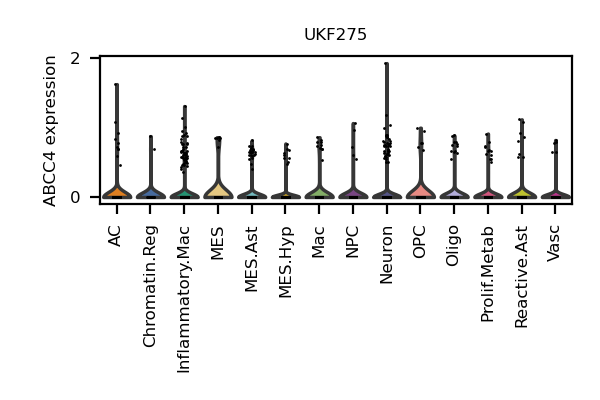 UKF275
ABCC4 expression
2
0
AC
Chromatin.Reg
Inflammatory.Mac
MES
MES.Ast
MES.Hyp
Mac
NPC
Neuron
OPC
Oligo
Prolif.Metab
Reactive.Ast
Vasc